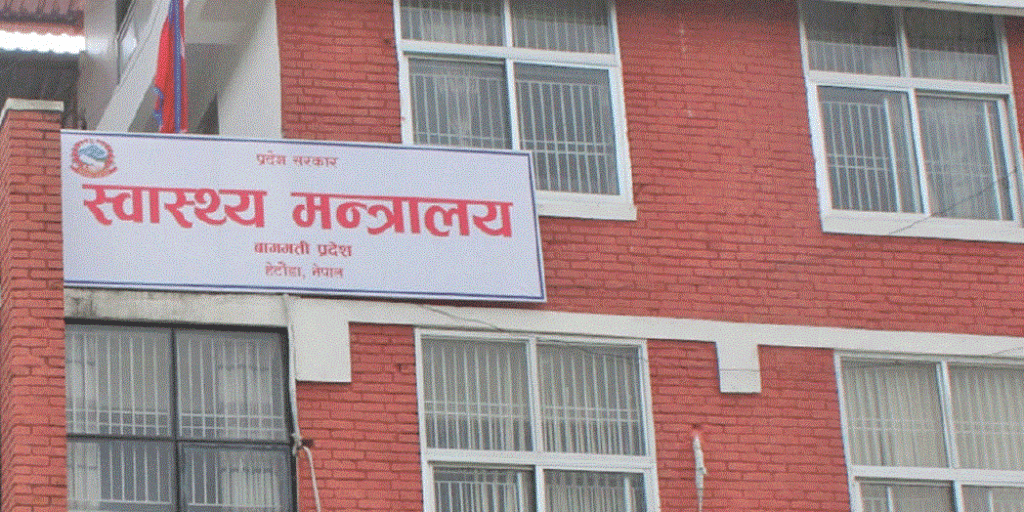 प्रदेश सरकार
स्वास्थ्य मन्त्रालय
बागमती प्रदेश
हेटौडा, नेपाल